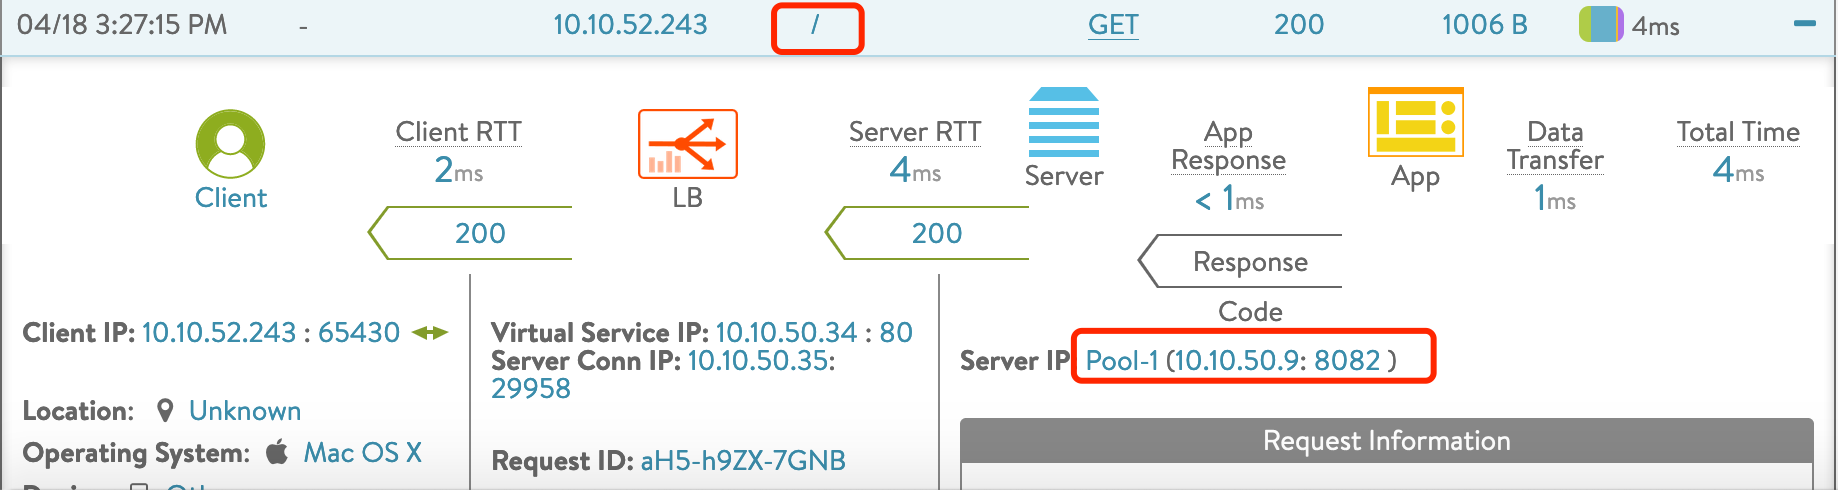 04/18 3:27:15 PM - 10.10.52.243 / GET 200 1006 B 4ms
Client RTT
2ms
Server RTT
4ms
App
Response
< 1ms
Data
Transfer
1ms
Total Time
4ms
Client
LB
Server
App
200
200
Response
Code
Client IP: 10.10.52.243 : 65430
Location: Unknown
Operating System: Mac OS X
Virtual Service IP: 10.10.50.34 : 80
Server Conn IP: 10.10.50.35:
29958
Request ID: aH5-h9ZX-7GNB
Server IP Pool-1 (10.10.50.9: 8082 )
Request Information